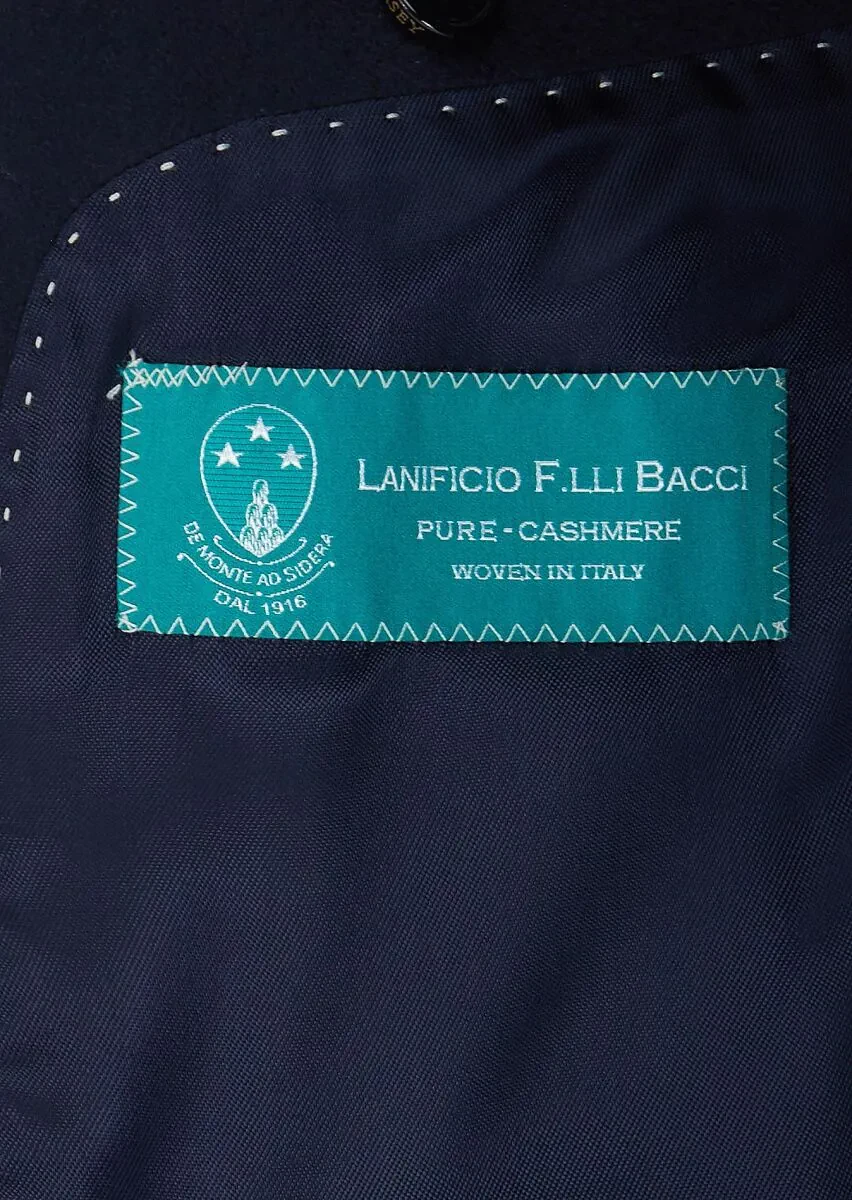 LANIFICIO F.LLI BACCI
PURE-CASHMERE
WOVEN IN ITALY
DE MONTE AD SIDERA
DAL 1916